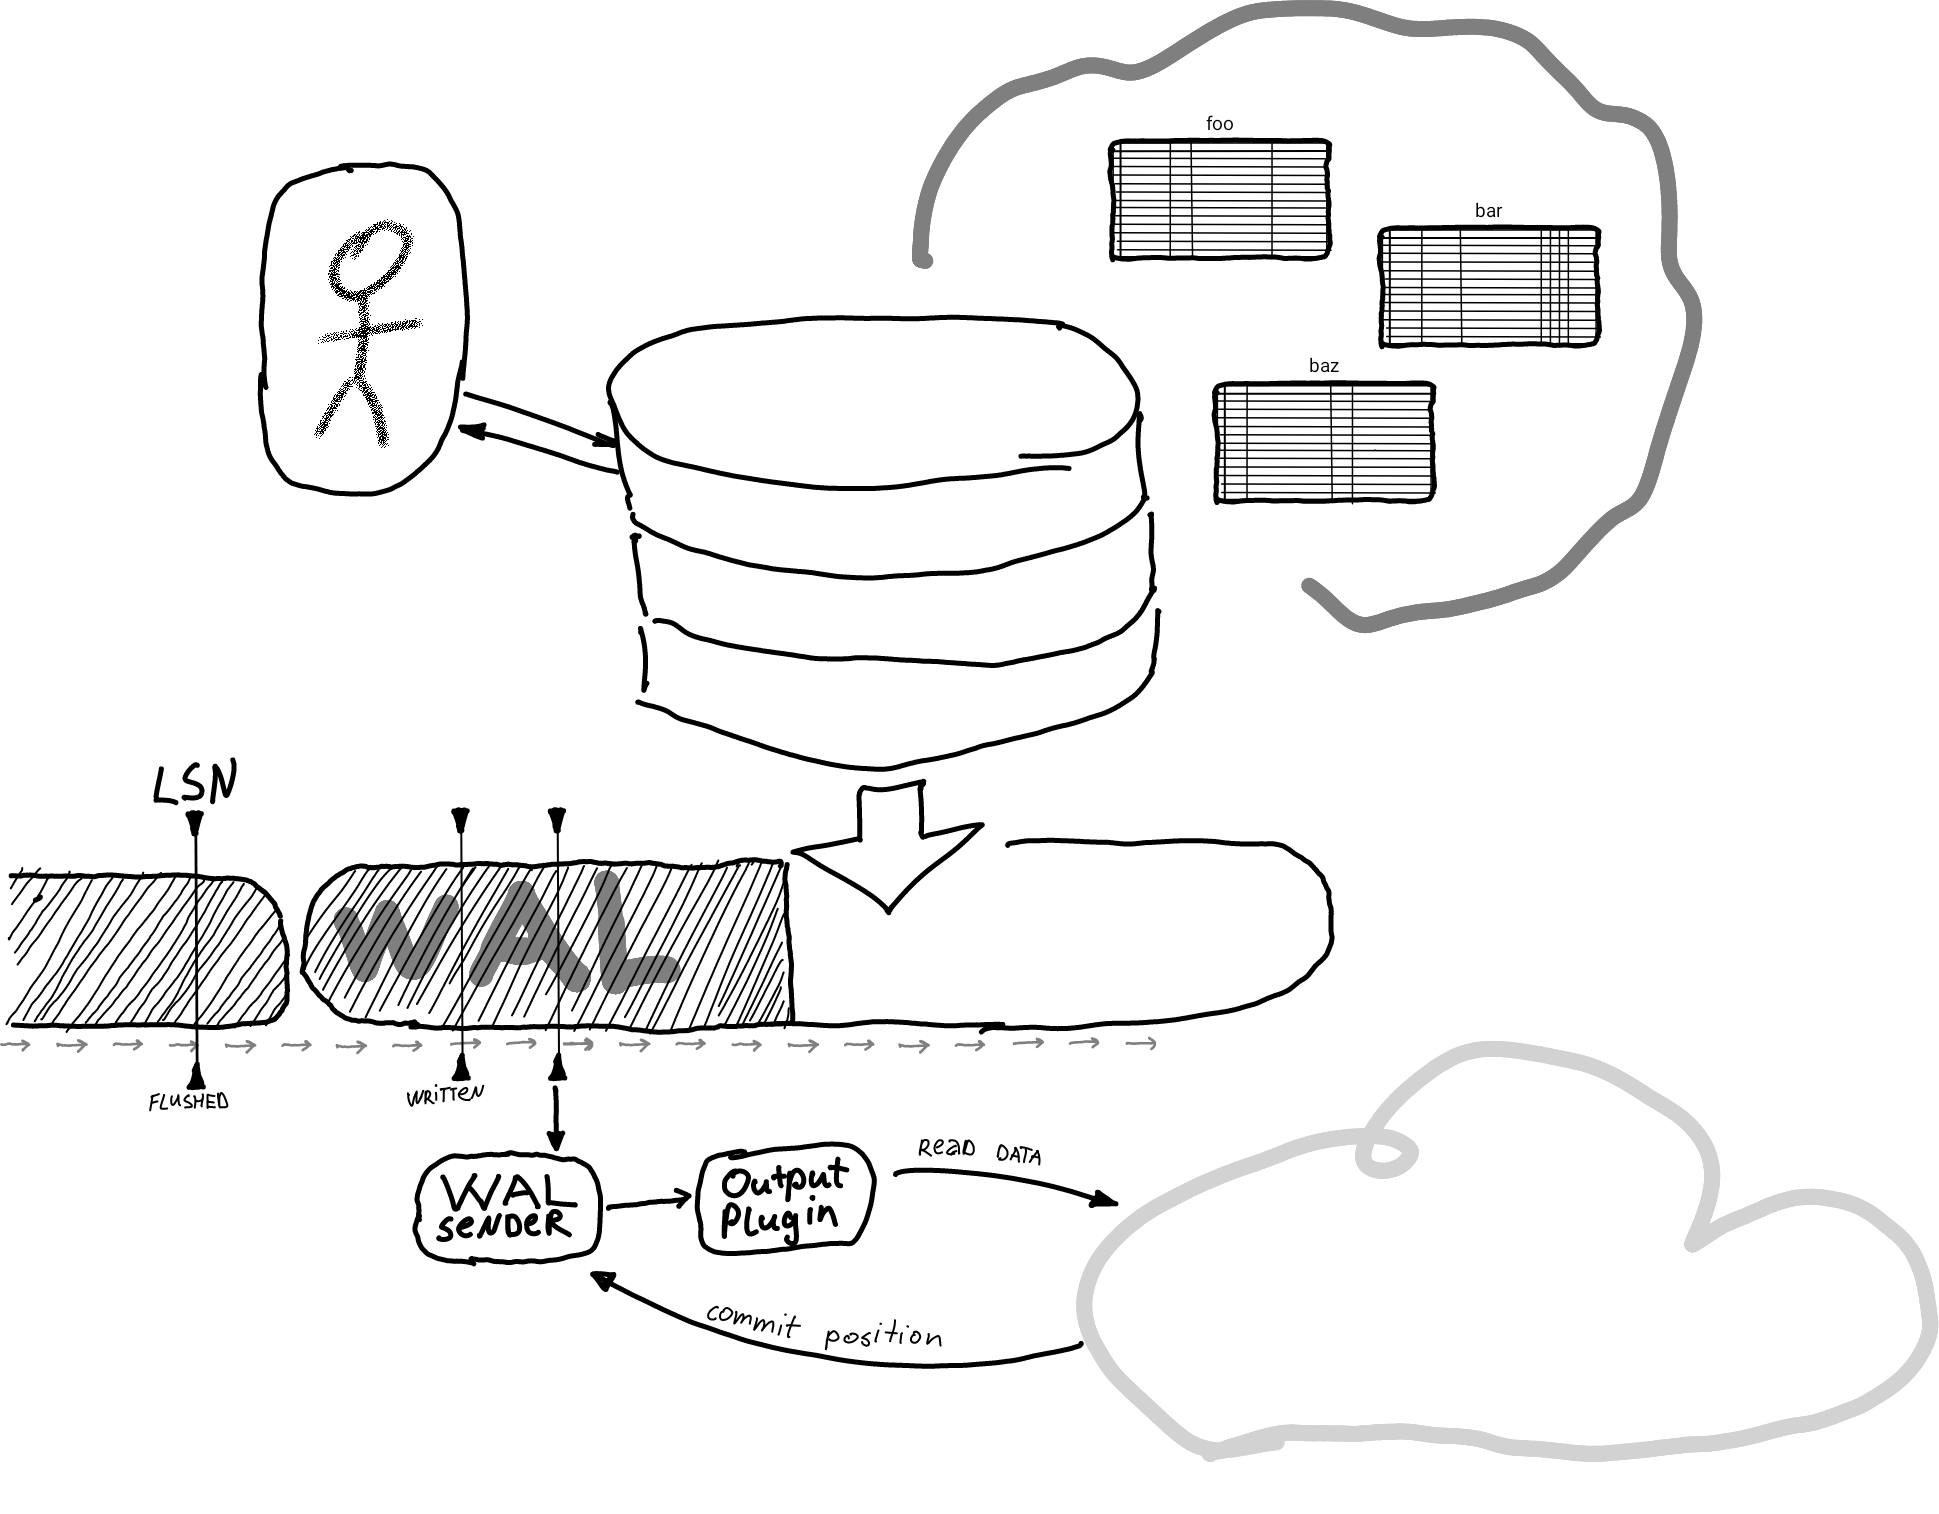 foo
bar
baz
LSN
WAL
FLUSHED
WRITTEN
READ DATA
WAL
SENDER
Output
Plugin
commit position